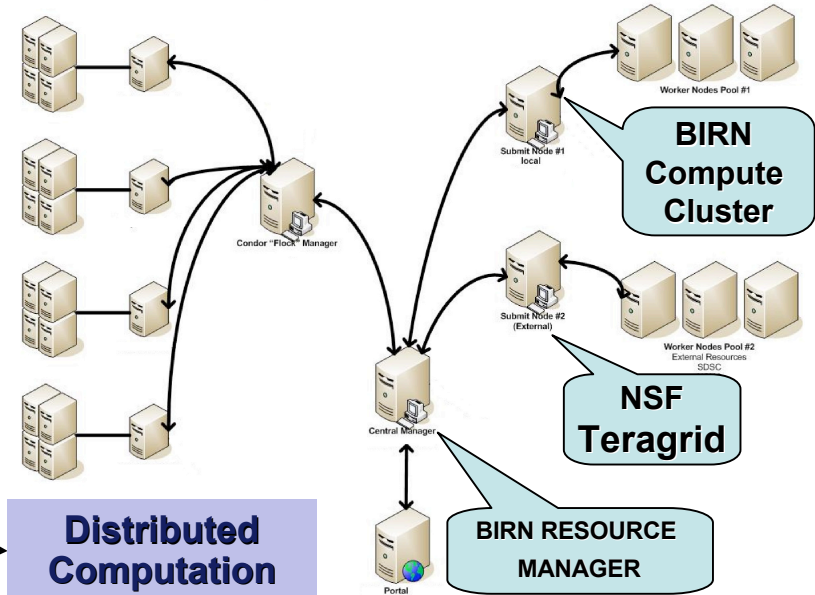 Worker Nodes Pool #1
Submit Node #1
local
BIRN
Compute
Cluster
Condor "Flock" Manager
Submit Node #2
(External)
Worker Nodes Pool #2
External Resources
SDSC
NSF
Teragrid
Central Manager
BIRN RESOURCE
MANAGER
Distributed
Computation
Portal